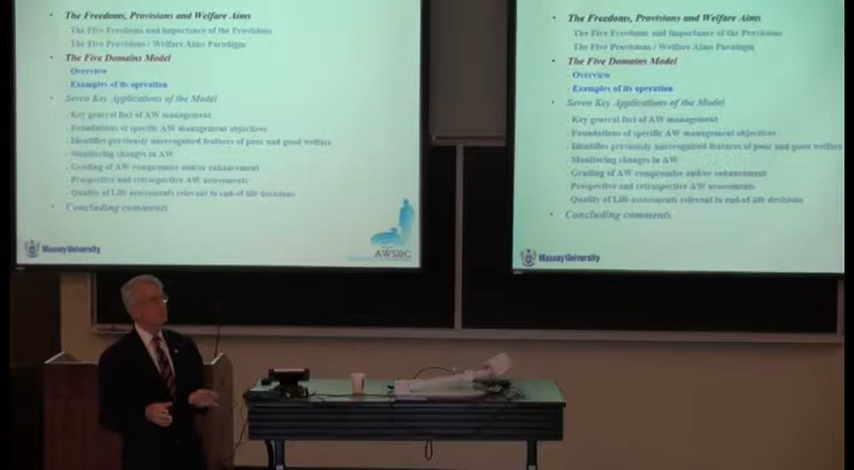 • The Freedoms, Provisions and Welfare Aims
The Five Freedoms and Importance of the Provisions
The Five Provisions / Welfare Aims Paradigm
• The Five Domains Model
- Overview
- Examples of its operation
• Seven Key Applications of the Model
- Key general foci of AW management
- Foundations of specific AW management objectives
- Identifies previously unrecognised features of poor and good welfare
- Monitoring changes in AW
- Grading of AW compromise and/or enhancement
- Prospective and retrospective AW assessments
- Quality of Life assessments relevant to end-of-life decisions
• Concluding comments
Massey University
AWSBC
• The Freedoms, Provisions and Welfare Aims
The Five Freedoms and Importance of the Provisions
The Five Provisions / Welfare Aims Paradigm
• The Five Domains Model
- Overview
- Examples of its operation
• Seven Key Applications of the Model
- Key general foci of AW management
- Foundations of specific AW management objectives
- Identifies previously unrecognised features of poor and good welfare
- Monitoring changes in AW
- Grading of AW compromise and/or enhancement
- Prospective and retrospective AW assessments
- Quality of Life assessments relevant to end-of-life decisions
• Concluding comments
Massey University